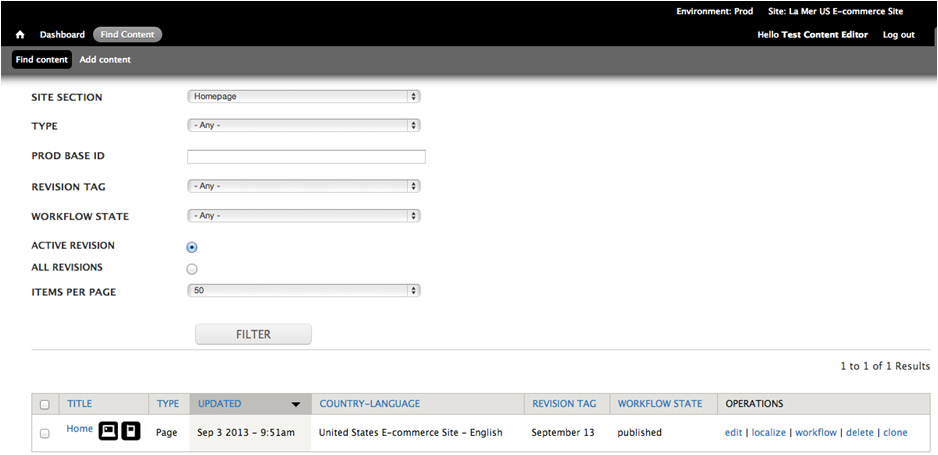 Environment: Prod Site: La Mer US E-commerce Site
Dashboard Find Content Hello Test Content Editor Log out
Find content Add content
SITE SECTION Homepage
TYPE - Any -
PROD BASE ID
REVISION TAG - Any -
WORKFLOW STATE - Any -
ACTIVE REVISION
ALL REVISIONS
ITEMS PER PAGE 50
FILTER
1 to 1 of 1 Results
TITLE TYPE UPDATED COUNTRY-LANGUAGE REVISION TAG WORKFLOW STATE OPERATIONS
Home Page Sep 3 2013 - 9:51am United States E-commerce Site - English September 13 published edit | localize | workflow | delete | clone